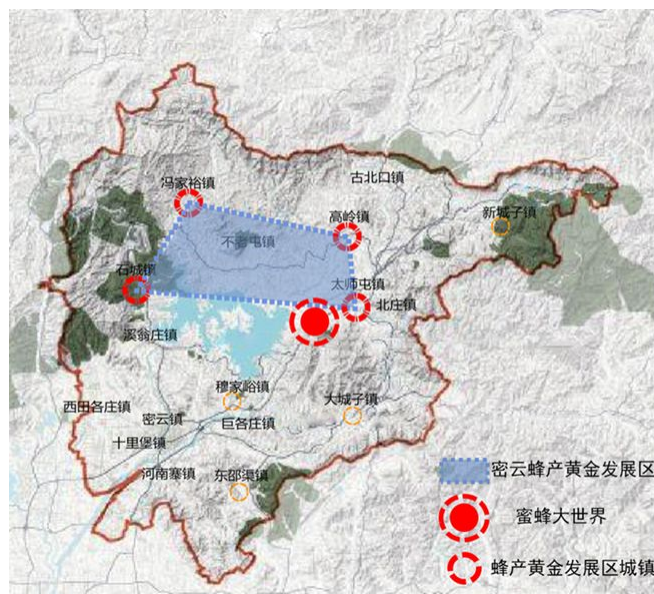 冯家裕镇
古北口镇
高岭镇
新城子镇
不老屯镇
石城镇
太师屯镇
北庄镇
溪翁庄镇
穆家峪镇
大城子镇
西田各庄镇
密云镇
巨各庄镇
十里堡镇
河南寨镇
东邵渠镇
密云蜂产黄金发展区
蜜蜂大世界
蜂产黄金发展区城镇